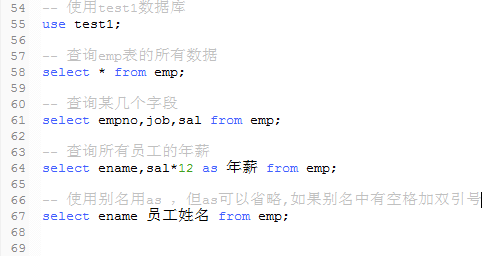 54 -- 使用test1数据库
55 use test1;
56
57 -- 查询emp表的所有数据
58 select * from emp;
59
60 -- 查询某几个字段
61 select empno,job,sal from emp;
62
63 -- 查询所有员工的年薪
64 select ename,sal*12 as 年薪 from emp;
65
66 -- 使用别名用as ，但as可以省略,如果别名中有空格加双引号
67 select ename 员工姓名 from emp;
68
69